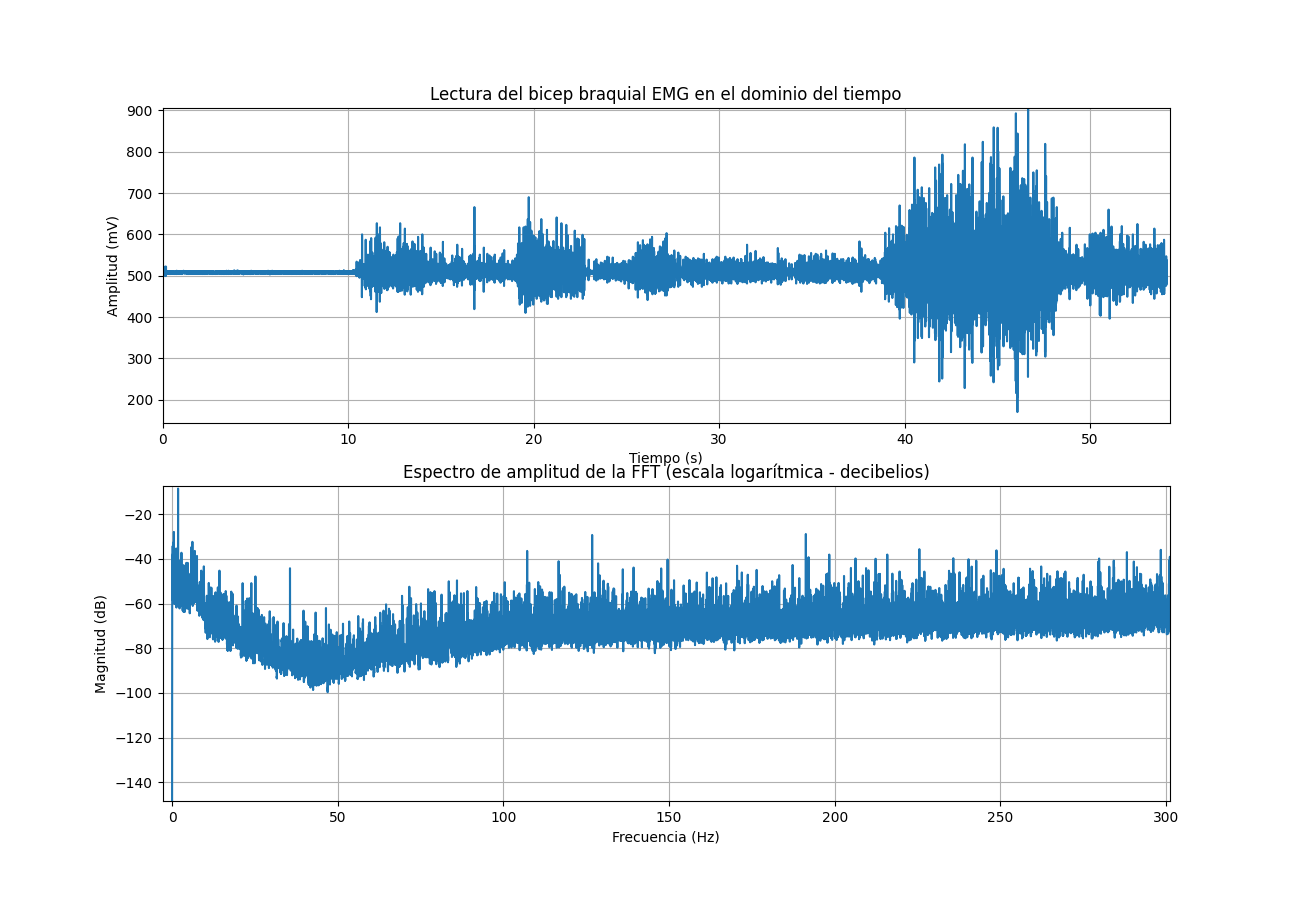 Lectura del bicep braquial EMG en el dominio del tiempo
Amplitud (mV)
900
800
700
600
500
400
300
200
0 10 20 30 40 50
Tiempo (s)
Espectro de amplitud de la FFT (escala logarítmica - decibelios)
Magnitud (dB)
−20
−40
−60
−80
−100
−120
−140
0 50 100 150 200 250 300
Frecuencia (Hz)